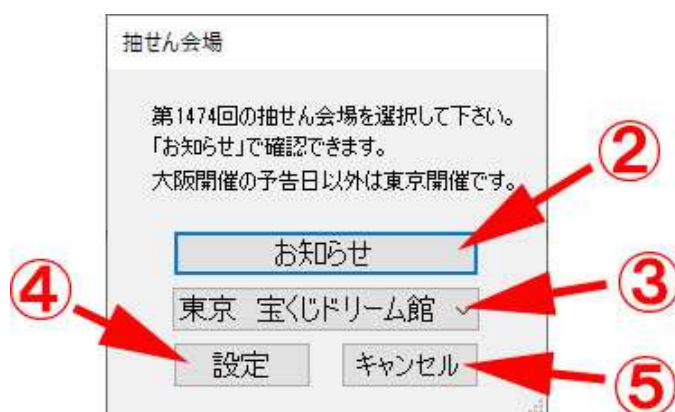 抽せん会場
第1474回の抽せん会場を選択して下さい。
「お知らせ」で確認できます。
大阪開催の予告日以外は東京開催です。
②
お知らせ
③
東京　宝くじドリーム館
④
設定
キャンセル
⑤